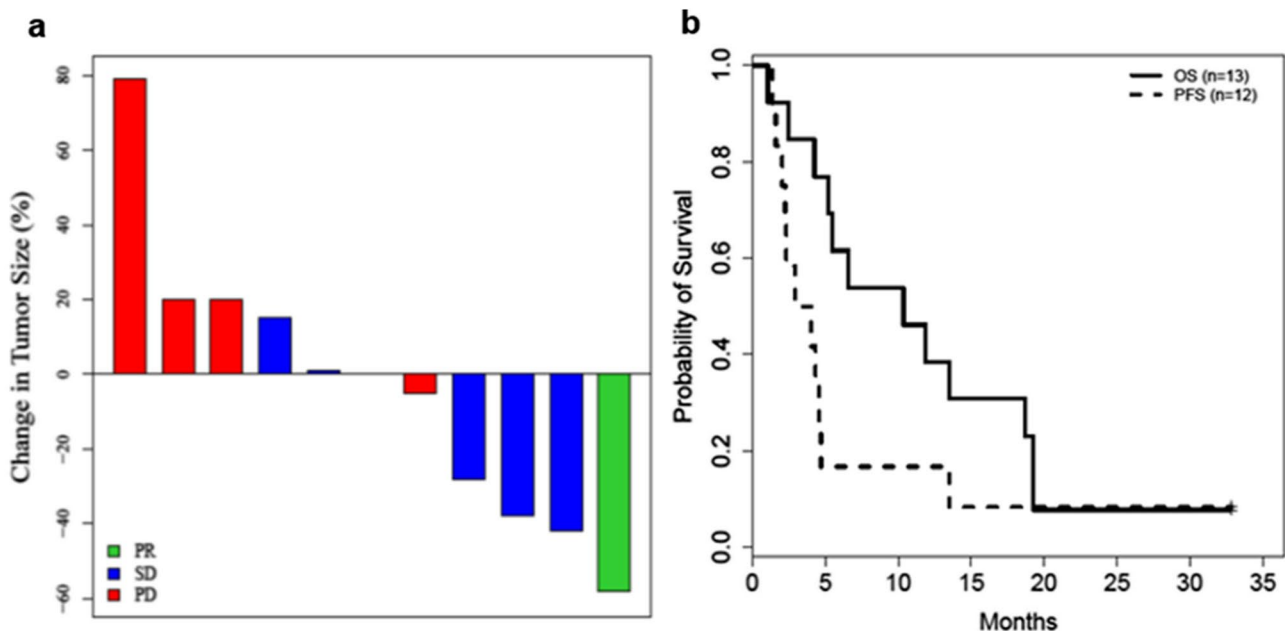 a
Change in Tumor Size (%)
80
60
40
20
0
−20
−40
−60
PR
SD
PD
b
Probability of Survival
1.0
0.8
0.6
0.4
0.2
0.0
OS (n=13)
PFS (n=12)
0 5 10 15 20 25 30 35
Months